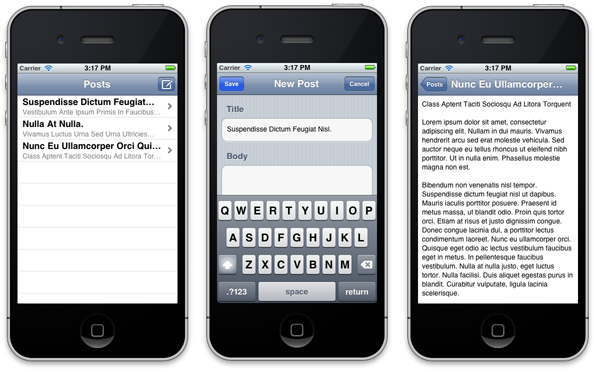 Carrier 3:17 PM
Posts
Suspendisse Dictum Feugiat...
Vestibulum Ante Ipsum Primis In Faucibus...
Nulla At Nulla.
Vivamus Luctus Urna Sed Urna Ultricies...
Nunc Eu Ullamcorper Orci Qui...
Class Aptent Taciti Sociosqu Ad Litora Tor...
Carrier 3:17 PM
Save New Post Cancel
Title
Suspendisse Dictum Feugiat Nisl.
Body
Q W E R T Y U I O P
A S D F G H J K L
Z X C V B N M
.?123 space return
Carrier 3:17 PM
Posts Nunc Eu Ullamcorper...
Class Aptent Taciti Sociosqu Ad Litora Torquent
Lorem ipsum dolor sit amet, consectetur
adipiscing elit. Nullam in dui mauris. Vivamus
hendrerit arcu sed erat molestie vehicula. Sed
auctor neque eu tellus rhoncus ut eleifend nibh
porttitor. Ut in nulla enim. Phasellus molestie
magna non est.
Bibendum non venenatis nisl tempor.
Suspendisse dictum feugiat nisl ut dapibus.
Mauris iaculis porttitor posuere. Praesent id
metus massa, ut blandit odio. Proin quis tortor
orci. Etiam at risus et justo dignissim congue.
Donec congue lacinia dui, a porttitor lectus
condimentum laoreet. Nunc eu ullamcorper orci.
Quisque eget odio ac lectus vestibulum faucibus
eget in metus. In pellentesque faucibus
vestibulum. Nulla at nulla justo, eget luctus
tortor. Nulla facilisi. Duis aliquet egestas purus in
blandit. Curabitur vulputate, ligula lacinia
scelerisque.